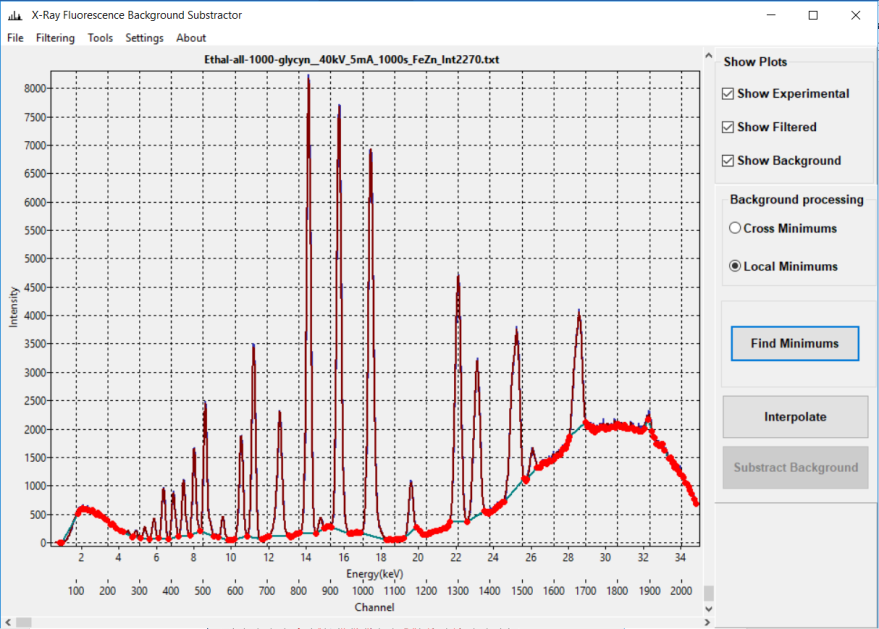 X-Ray Fluorescence Background Substractor
File Filtering Tools Settings About
Ethal-all-1000-glycyn__40kV_5mA_1000s_FeZn_Int2270.txt
Show Plots
Show Experimental
Show Filtered
Show Background
Background processing
Cross Minimums
Local Minimums
Find Minimums
Interpolate
Substract Background
Intensity
8000
7500
7000
6500
6000
5500
5000
4500
4000
3500
3000
2500
2000
1500
1000
500
0
2 4 6 8 10 12 14 16 18 20 22 24 26 28 30 32 34
Energy(keV)
100 200 300 400 500 600 700 800 900 1000 1100 1200 1300 1400 1500 1600 1700 1800 1900 2000
Channel